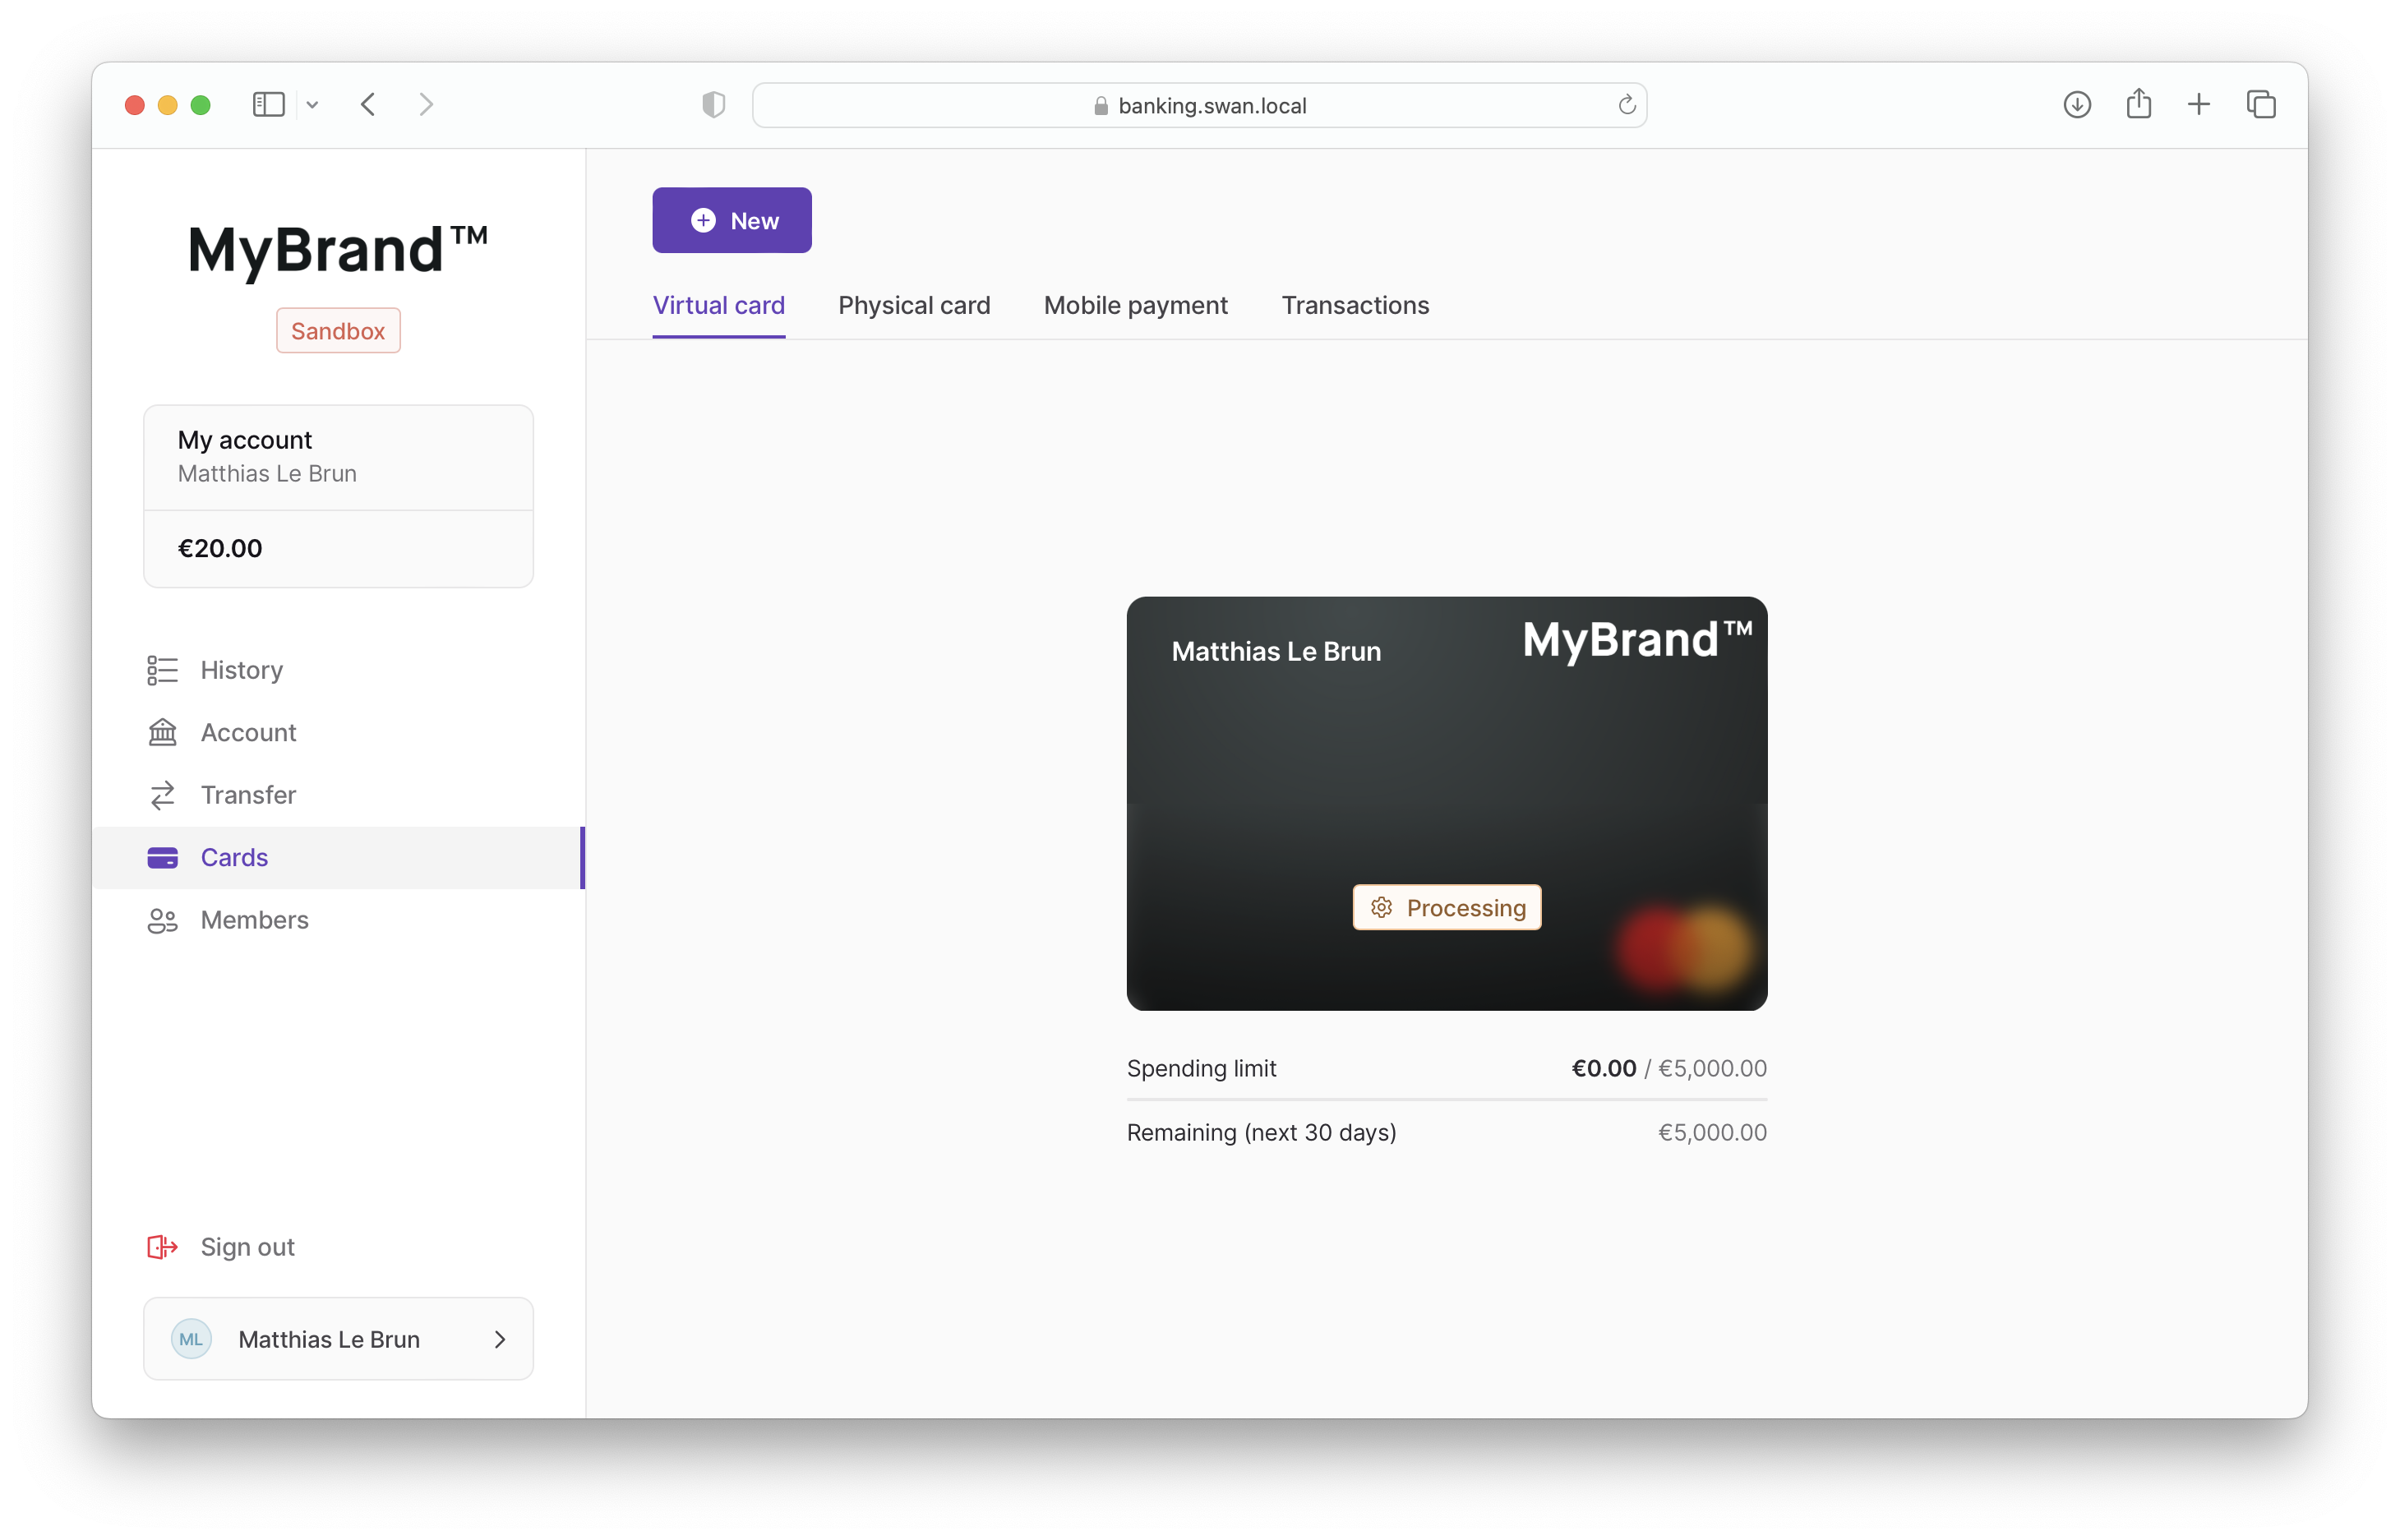 banking.swan.local
MyBrand™
Sandbox
My account
Matthias Le Brun
€20.00
History
Account
Transfer
Cards
Members
Sign out
ML Matthias Le Brun
New
Virtual card Physical card Mobile payment Transactions
Matthias Le Brun MyBrand™
Processing
Spending limit €0.00 / €5,000.00
Remaining (next 30 days) €5,000.00